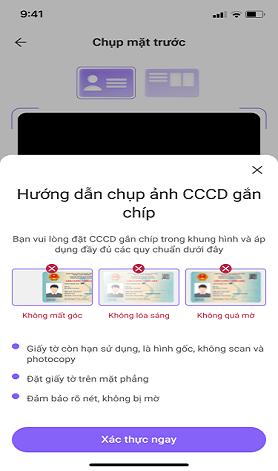 9:41
Chụp mặt trước
Hướng dẫn chụp ảnh CCCD gắn
chíp
Bạn vui lòng đặt CCCD gắn chíp trong khung hình và áp
dụng đầy đủ các quy chuẩn dưới đây
Không mất góc
Không lóa sáng
Không quá mờ
Giấy tờ còn hạn sử dụng, là hình gốc, không scan và
photocopy
Đặt giấy tờ trên mặt phẳng
Đảm bảo rõ nét, không bị mờ
Xác thực ngay